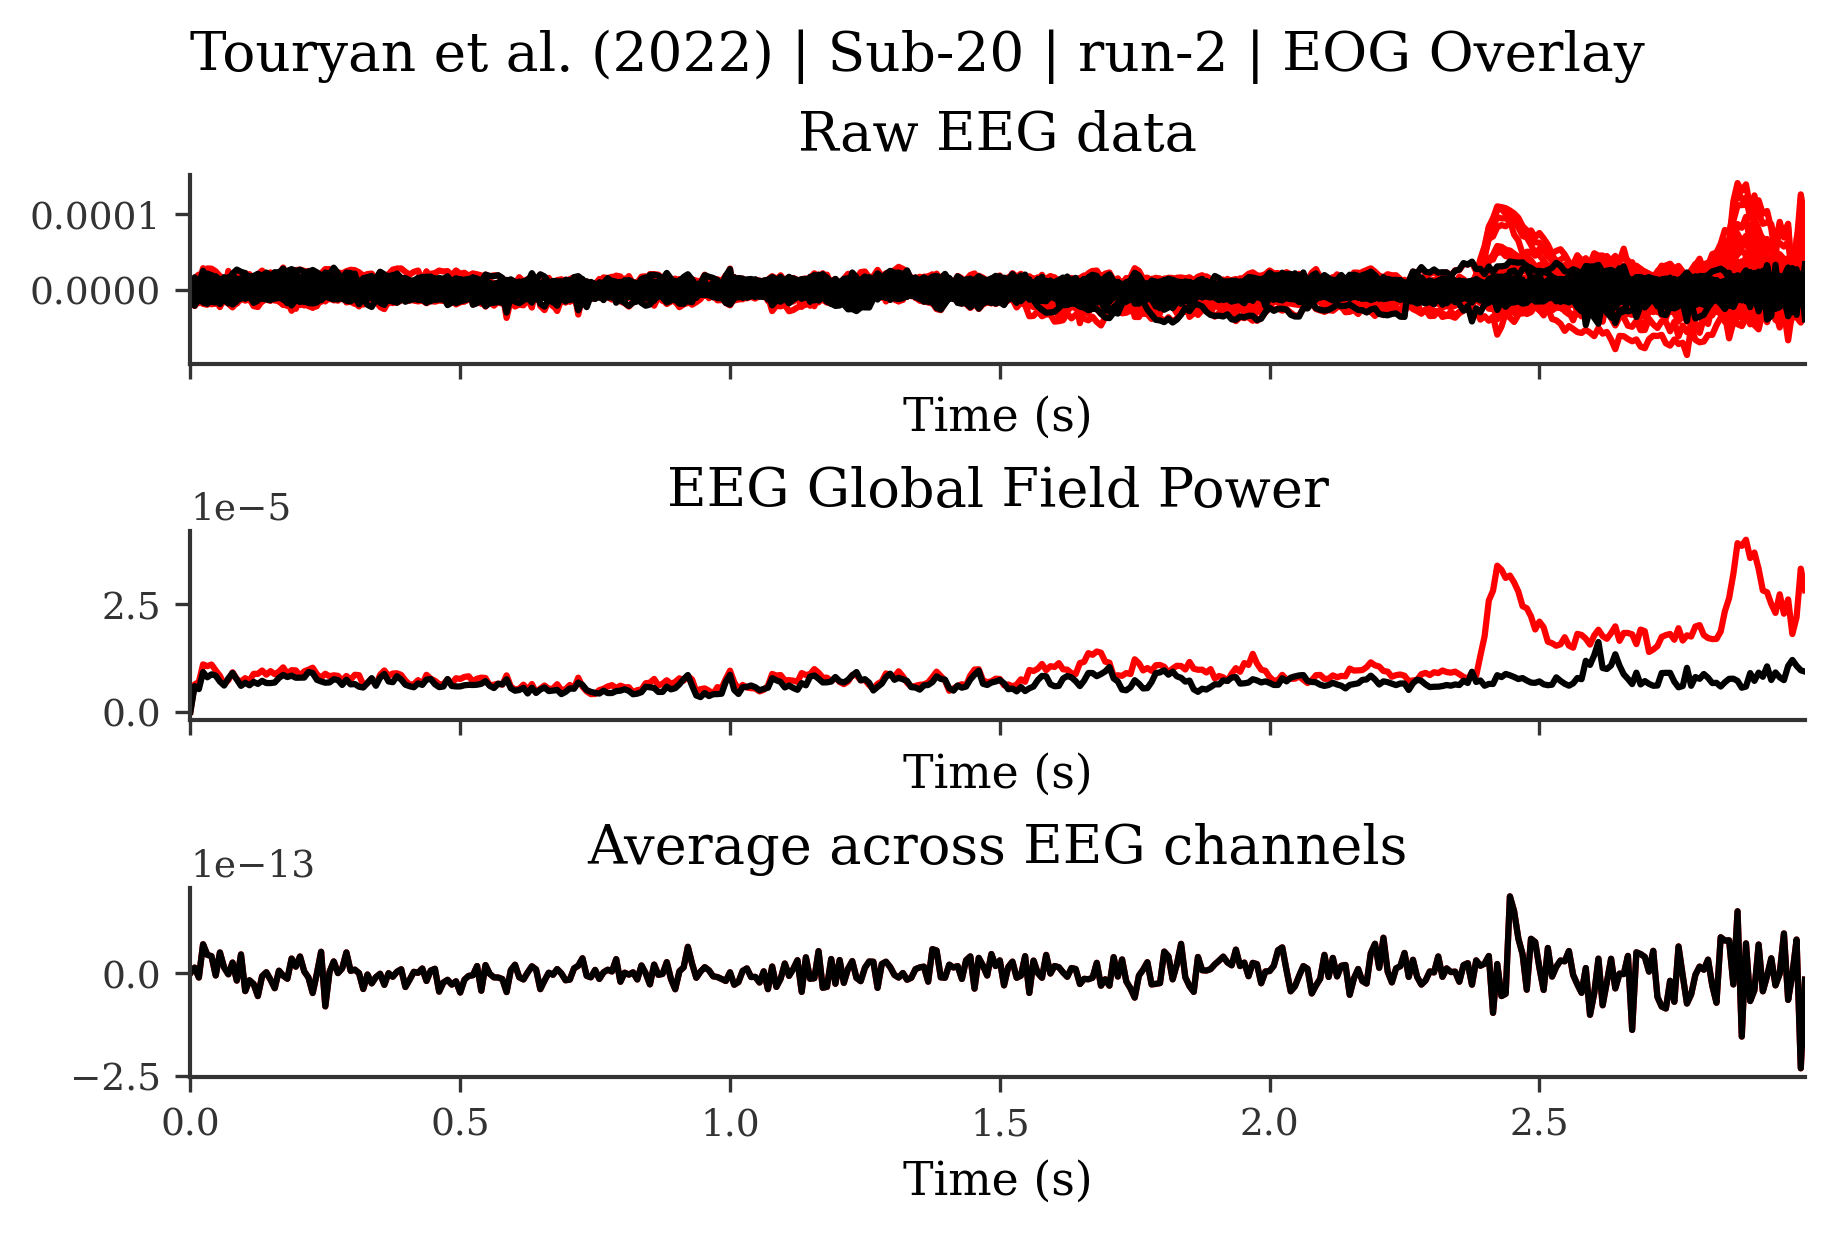 Touryan et al. (2022) | Sub-20 | run-2 | EOG Overlay
Raw EEG data
0.0001
0.0000
Time (s)
EEG Global Field Power
1e−5
2.5
0.0
Time (s)
Average across EEG channels
1e−13
0.0
−2.5
0.0 0.5 1.0 1.5 2.0 2.5
Time (s)